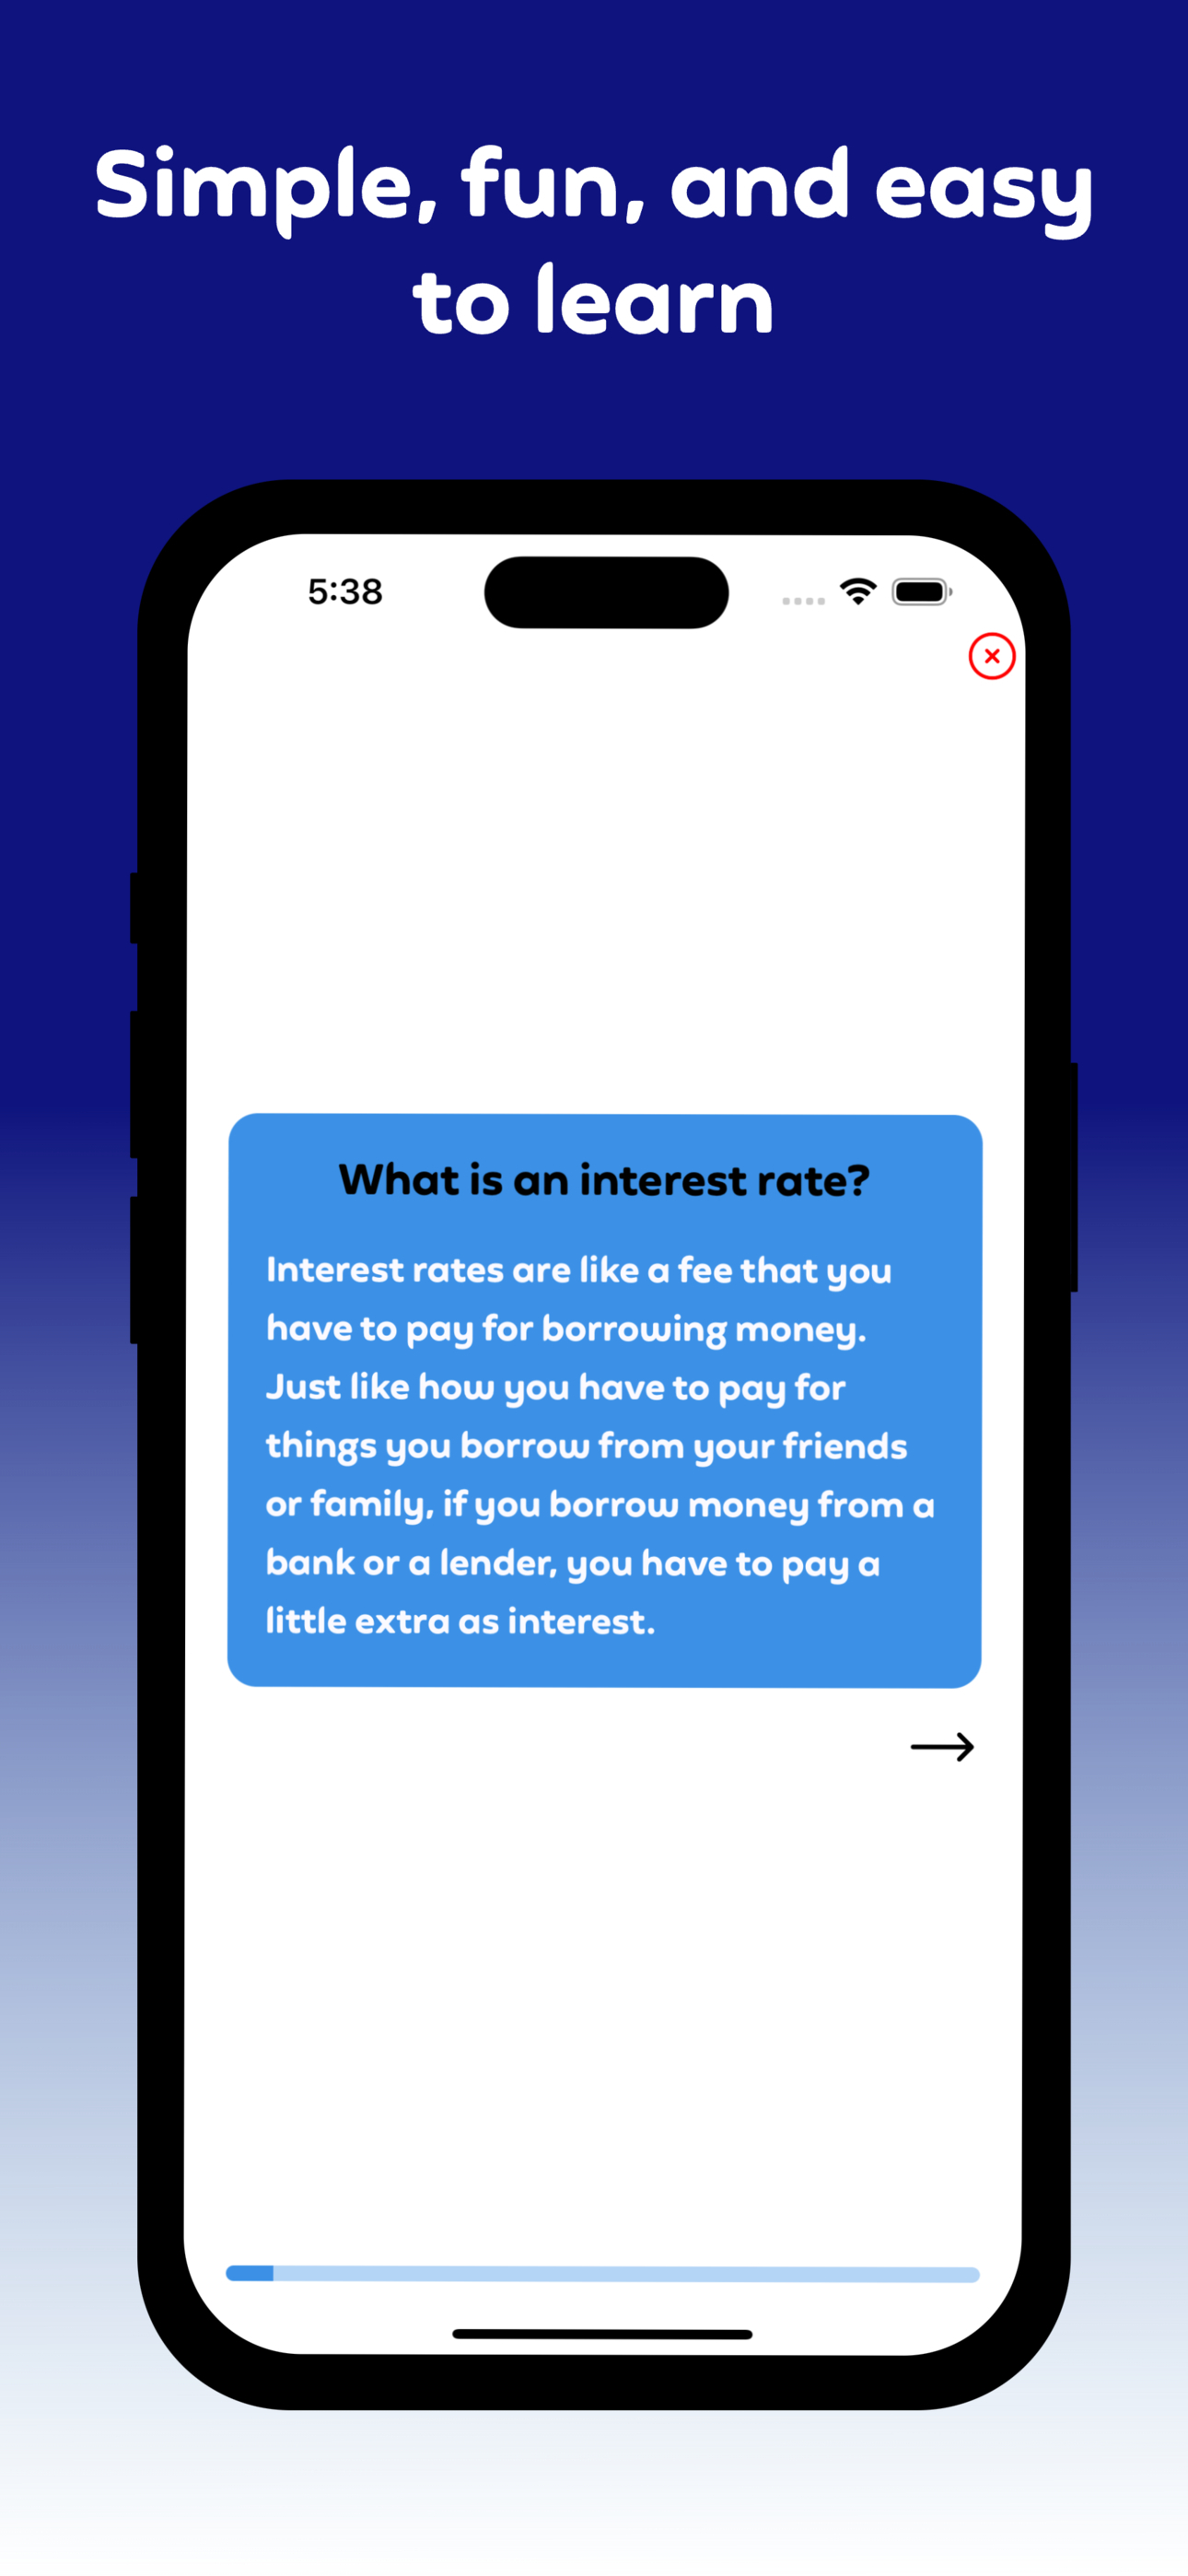 Simple, fun, and easy
to learn
5:38
What is an interest rate?
Interest rates are like a fee that you
have to pay for borrowing money.
Just like how you have to pay for
things you borrow from your friends
or family, if you borrow money from a
bank or a lender, you have to pay a
little extra as interest.